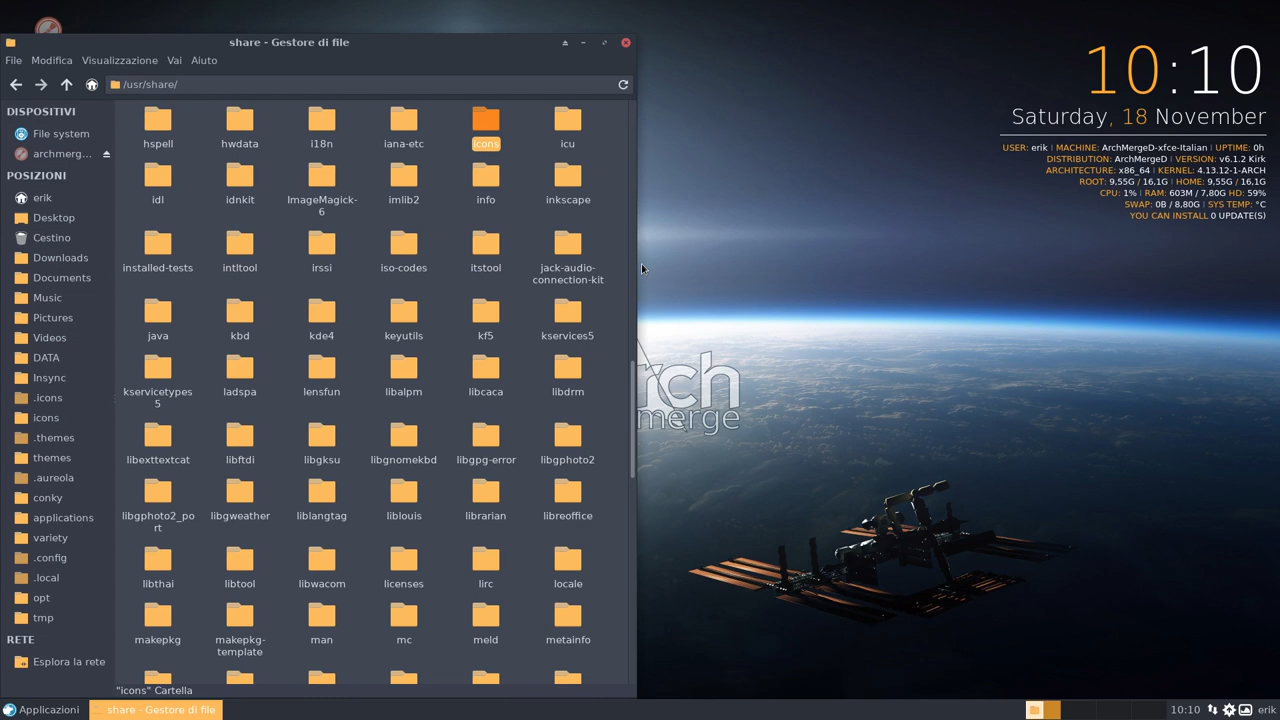 share - Gestore di file
File Modifica Visualizzazione Vai Aiuto
/usr/share/
DISPOSITIVI
File system
archmerg...
POSIZIONI
erik
Desktop
Cestino
Downloads
Documents
Music
Pictures
Videos
DATA
Insync
.icons
icons
.themes
themes
.aureola
conky
applications
variety
.config
.local
opt
tmp
RETE
Esplora la rete
hspell hwdata i18n iana-etc icons icu
idl idnkit ImageMagick- imlib2 info inkscape
6
installed-tests intltool irssi iso-codes itstool jack-audio-
connection-kit
java kbd kde4 keyutils kf5 kservices5
kservicetypes ladspa lensfun libalpm libcaca libdrm
5
libexttextcat libftdi libgksu libgnomekbd libgpg-error libgphoto2
libgphoto2_po libgweather liblangtag liblouis librarian libreoffice
rt
libthai libtool libwacom licenses lirc locale
makepkg makepkg- man mc meld metainfo
template
"icons" Cartella
10:10
Saturday, 18 November
USER: erik | MACHINE: ArchMergeD-xfce-Italian | UPTIME: 0h
DISTRIBUTION: ArchMergeD | VERSION: v6.1.2 Kirk
ARCHITECTURE: x86_64 | KERNEL: 4.13.12-1-ARCH
ROOT: 9,55G / 16,1G | HOME: 9,55G / 16,1G
CPU: 1% | RAM: 603M / 7,80G HD: 59%
SWAP: 0B / 8,80G | SYS TEMP: °C
YOU CAN INSTALL 0 UPDATE(S)
rch
merge
Applicazioni share - Gestore di file 10:10 erik